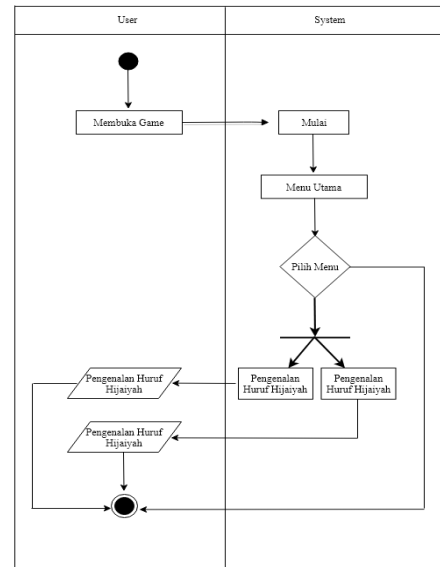 User
System
Membuka Game
Mulai
Menu Utama
Pilih Menu
Pengenalan Huruf
Hijaiyah
Pengenalan
Huruf Hijaiyah
Pengenalan
Huruf Hijaiyah
Pengenalan Huruf
Hijaiyah